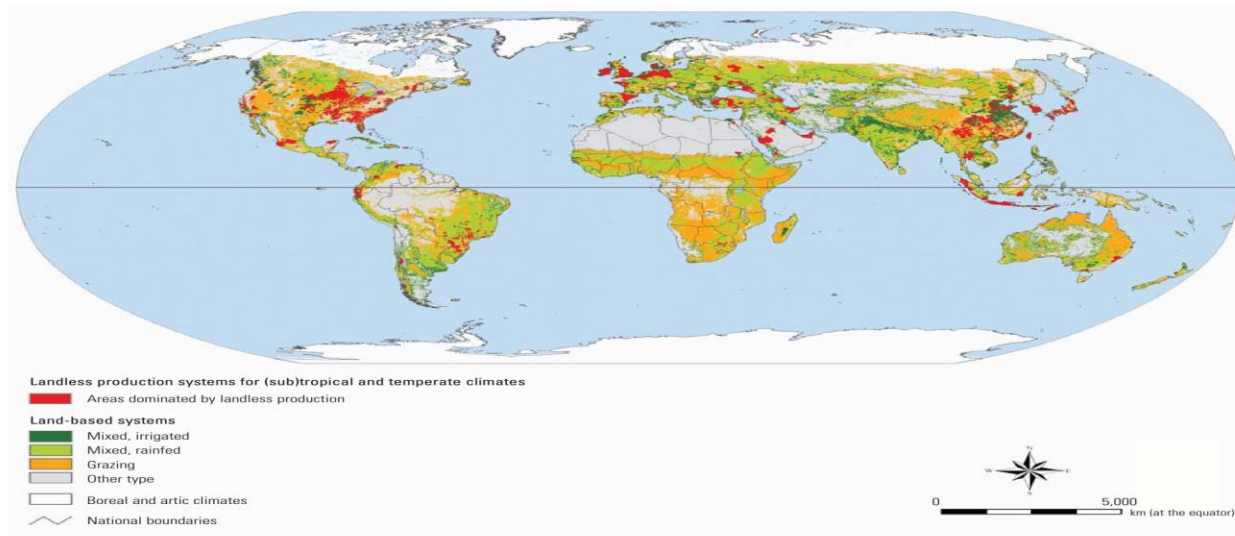 Landless production systems for (sub)tropical and temperate climates
Areas dominated by landless production
Land-based systems
Mixed, irrigated
Mixed, rainfed
Grazing
Other type
Boreal and artic climates
National boundaries
N
W E
S
0 5,000
km (at the equator)